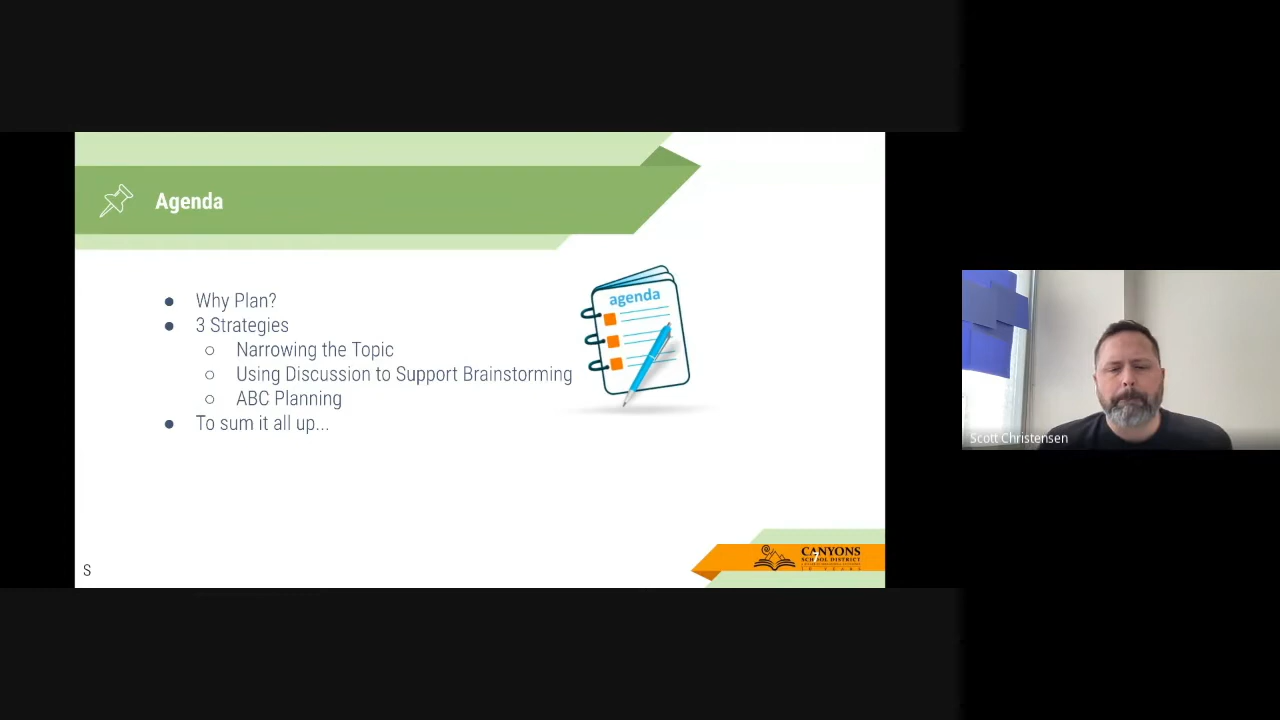 Agenda
● Why Plan?
● 3 Strategies
○ Narrowing the Topic
○ Using Discussion to Support Brainstorming
○ ABC Planning
● To sum it all up...
agenda
Scott Christensen
CANYONS
SCHOOL DISTRICT
7
S